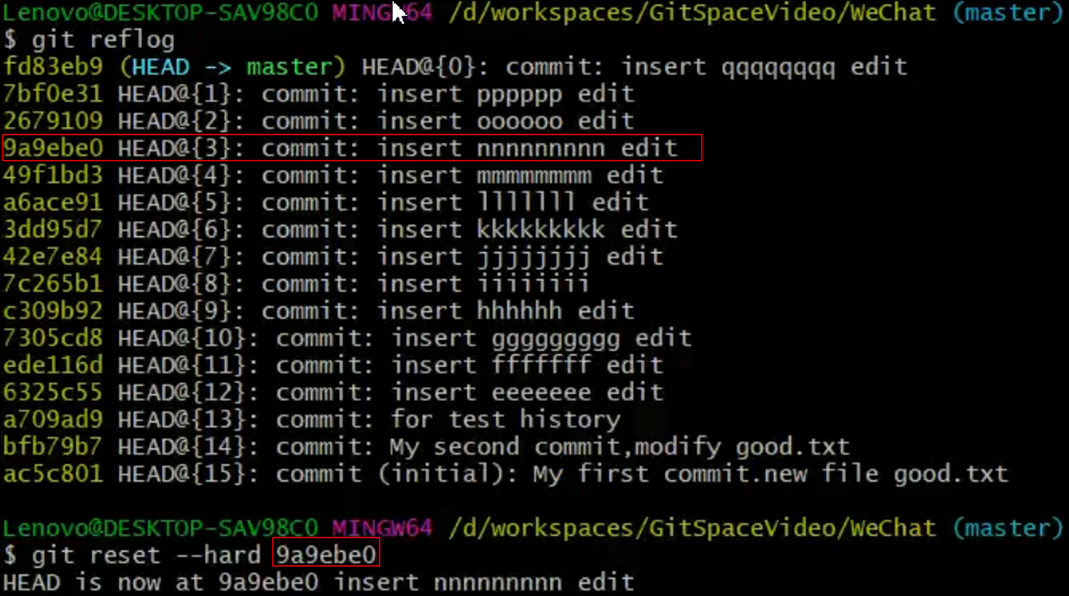 Lenovo@DESKTOP-SAV98CO MINGW64 /d/workspaces/GitSpaceVideo/WeChat (master)
$ git reflog
fd83eb9 (HEAD -> master) HEAD@{0}: commit: insert qqqqqqqq edit
7bf0e31 HEAD@{1}: commit: insert pppppp edit
2679109 HEAD@{2}: commit: insert oooooo edit
9a9ebe0 HEAD@{3}: commit: insert nnnnnnnnn edit
49f1bd3 HEAD@{4}: commit: insert mmmmmmmm edit
a6ace91 HEAD@{5}: commit: insert lllllll edit
3dd95d7 HEAD@{6}: commit: insert kkkkkkkkk edit
42e7e84 HEAD@{7}: commit: insert jjjjjjjj edit
7c265b1 HEAD@{8}: commit: insert iiiiiiii
c309b92 HEAD@{9}: commit: insert hhhhhh edit
7305cd8 HEAD@{10}: commit: insert ggggggggg edit
ede116d HEAD@{11}: commit: insert fffffff edit
6325c55 HEAD@{12}: commit: insert eeeeeee edit
a709ad9 HEAD@{13}: commit: for test history
bfb79b7 HEAD@{14}: commit: My second commit,modify good.txt
ac5c801 HEAD@{15}: commit (initial): My first commit.new file good.txt
Lenovo@DESKTOP-SAV98CO MINGW64 /d/workspaces/GitSpaceVideo/WeChat (master)
$ git reset --hard 9a9ebe0
HEAD is now at 9a9ebe0 insert nnnnnnnnn edit